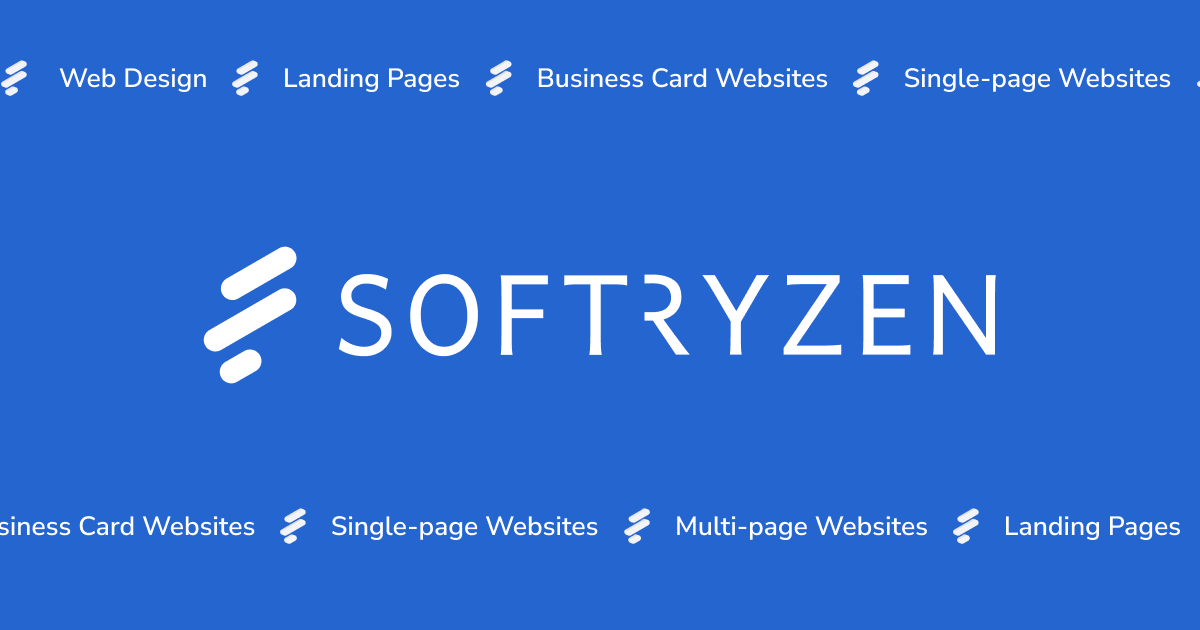 Web Design Landing Pages Business Card Websites Single-page Websites
SOFTRYZEN
siness Card Websites Single-page Websites Multi-page Websites Landing Pages